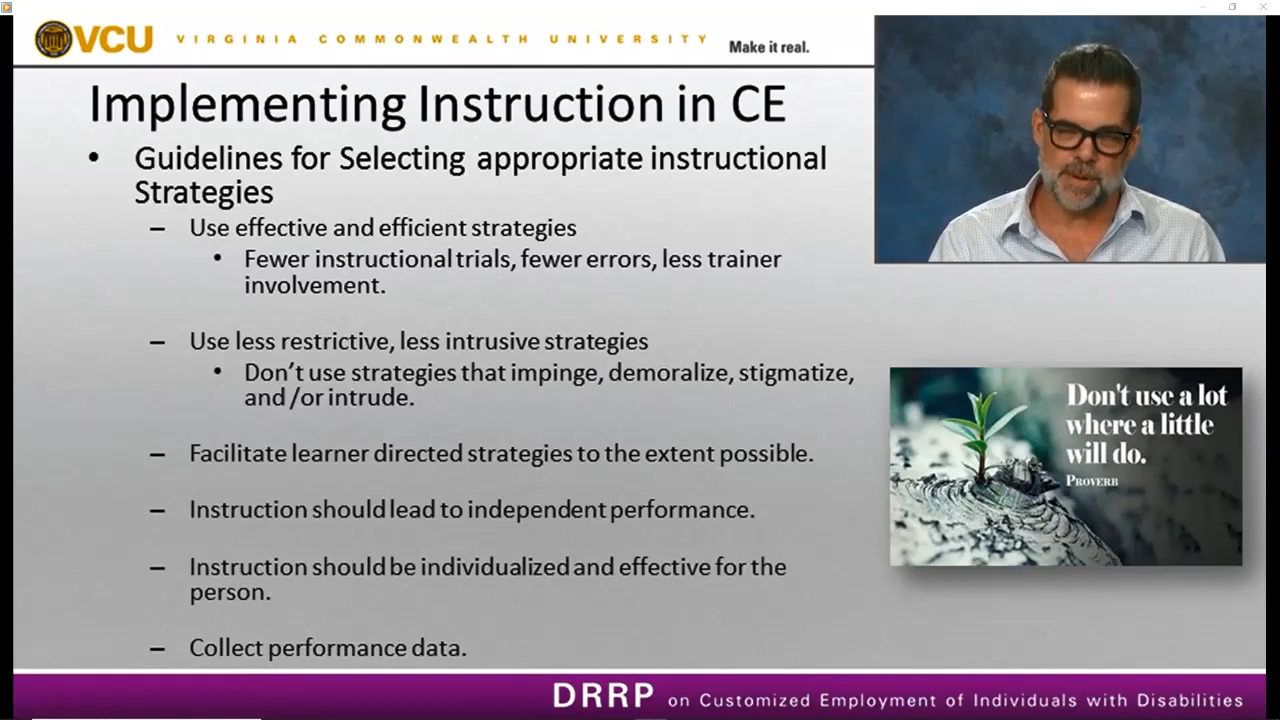 VCU VIRGINIA COMMONWEALTH UNIVERSITY Make it real.
Implementing Instruction in CE
• Guidelines for Selecting appropriate instructional
Strategies
– Use effective and efficient strategies
• Fewer instructional trials, fewer errors, less trainer
involvement.
– Use less restrictive, less intrusive strategies
• Don't use strategies that impinge, demoralize, stigmatize,
and /or intrude.
– Facilitate learner directed strategies to the extent possible.
– Instruction should lead to independent performance.
– Instruction should be individualized and effective for the
person.
– Collect performance data.
Don't use a lot
where a little
will do.
PROVERB
DRRP on Customized Employment of Individuals with Disabilities